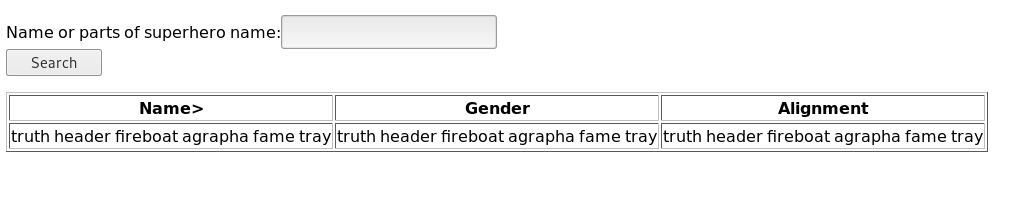 Name or parts of superhero name:
Search
Name> Gender Alignment
truth header fireboat agrapha fame tray truth header fireboat agrapha fame tray truth header fireboat agrapha fame tray